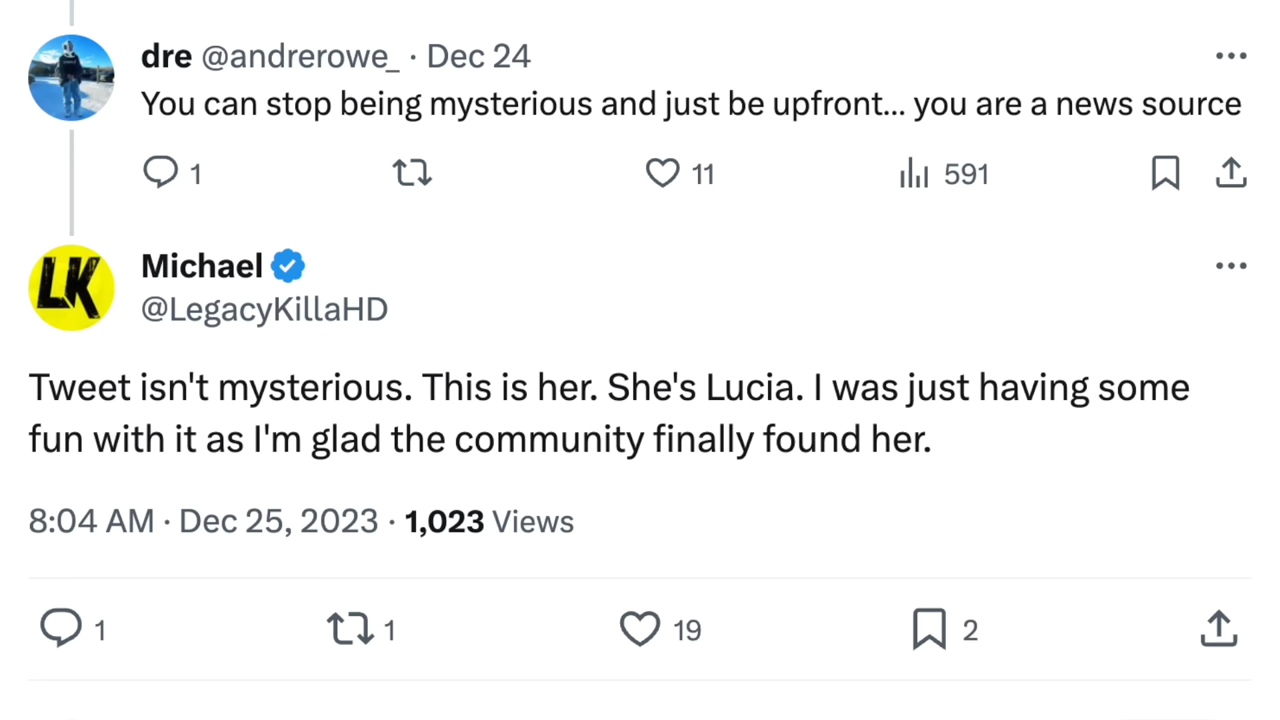 dre @andrerowe_ · Dec 24
You can stop being mysterious and just be upfront... you are a news source
1 11 591
LK
Michael
@LegacyKillaHD
Tweet isn't mysterious. This is her. She's Lucia. I was just having some
fun with it as I'm glad the community finally found her.
8:04 AM · Dec 25, 2023 · 1,023 Views
1 1 19 2